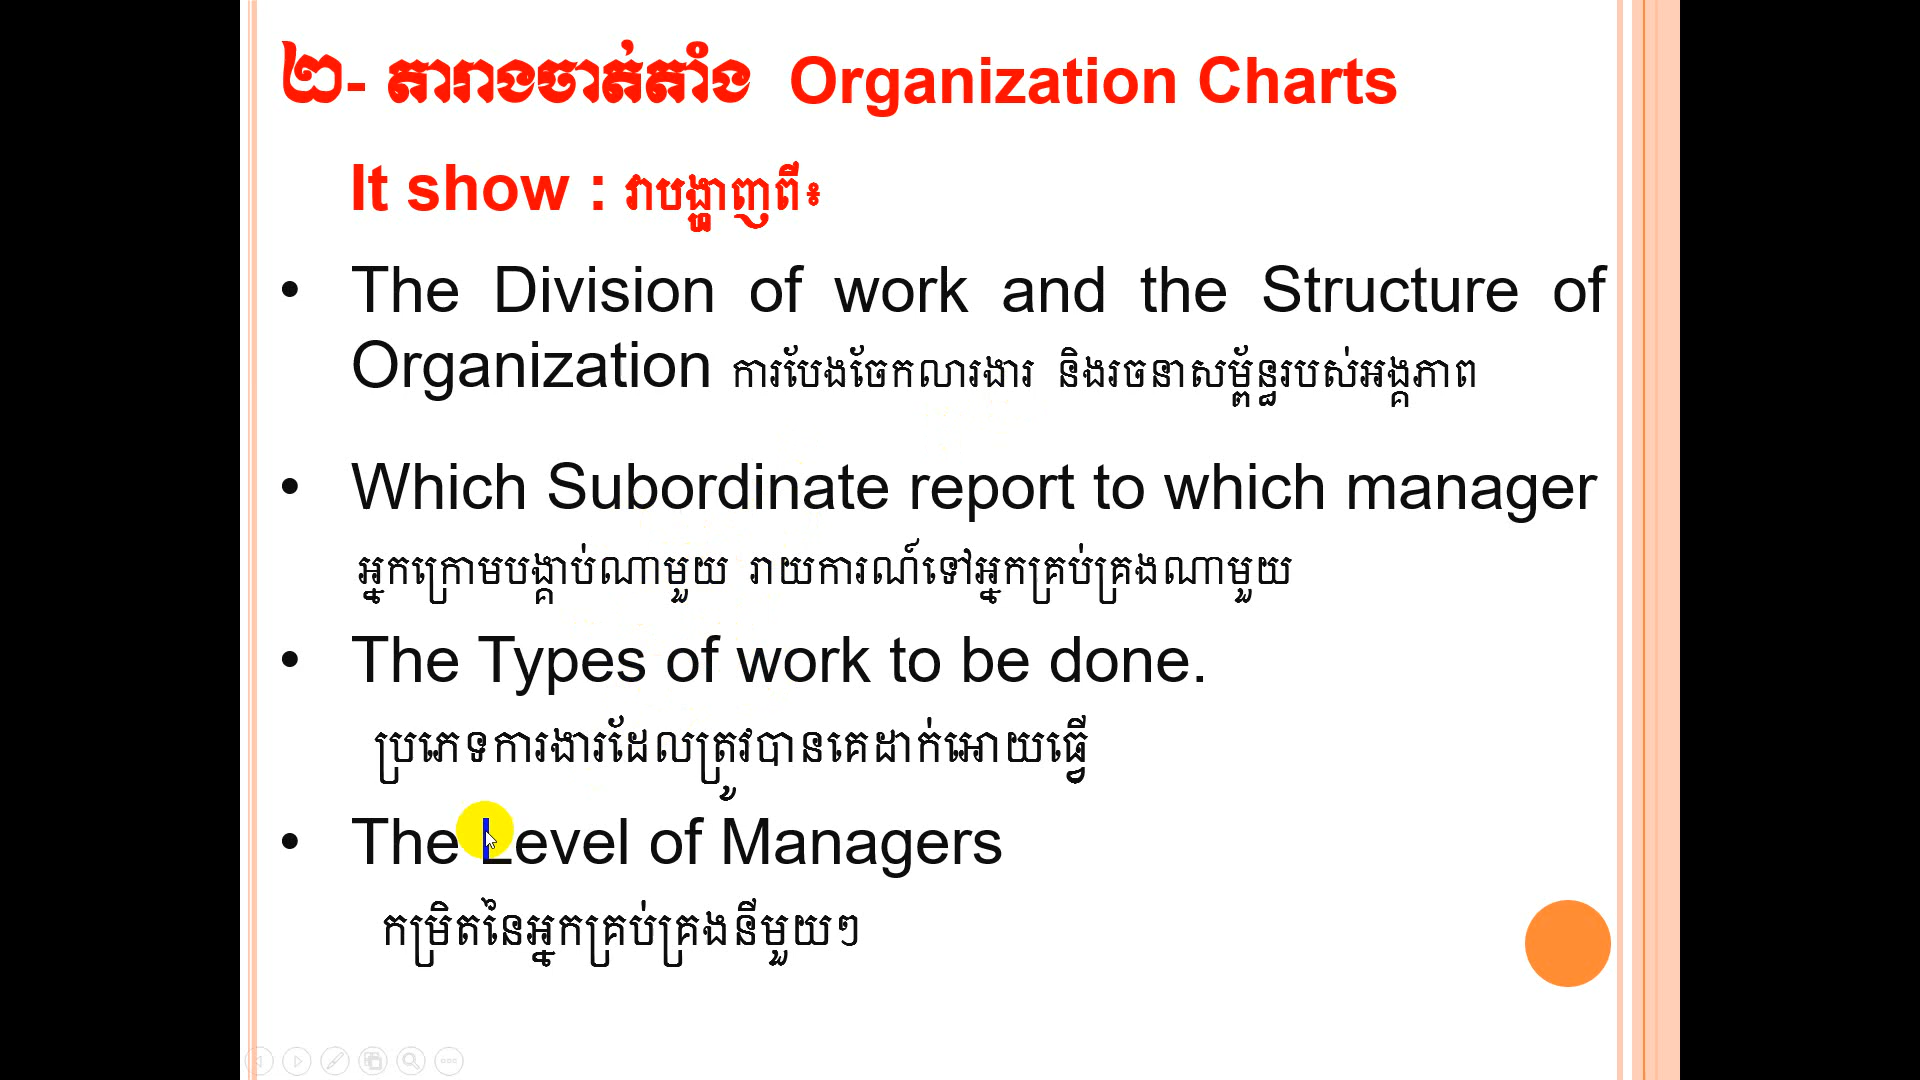 ២- តារាងចាត់តាំង Organization Charts
It show : វាបង្ហាញពី៖
• The Division of work and the Structure of
Organization ការបែងចែកលារងារ និងរចនាសម្ព័ន្ធរបស់អង្គភាព
• Which Subordinate report to which manager
អ្នកក្រោមបង្គាប់ណាមួយ រាយការណ៍ទៅអ្នកគ្រប់គ្រងណាមួយ
• The Types of work to be done.
ប្រភេទការងារដែលត្រូវបានគេដាក់អោយធ្វើ
• The Level of Managers
កម្រិតនៃអ្នកគ្រប់គ្រងនីមួយៗ